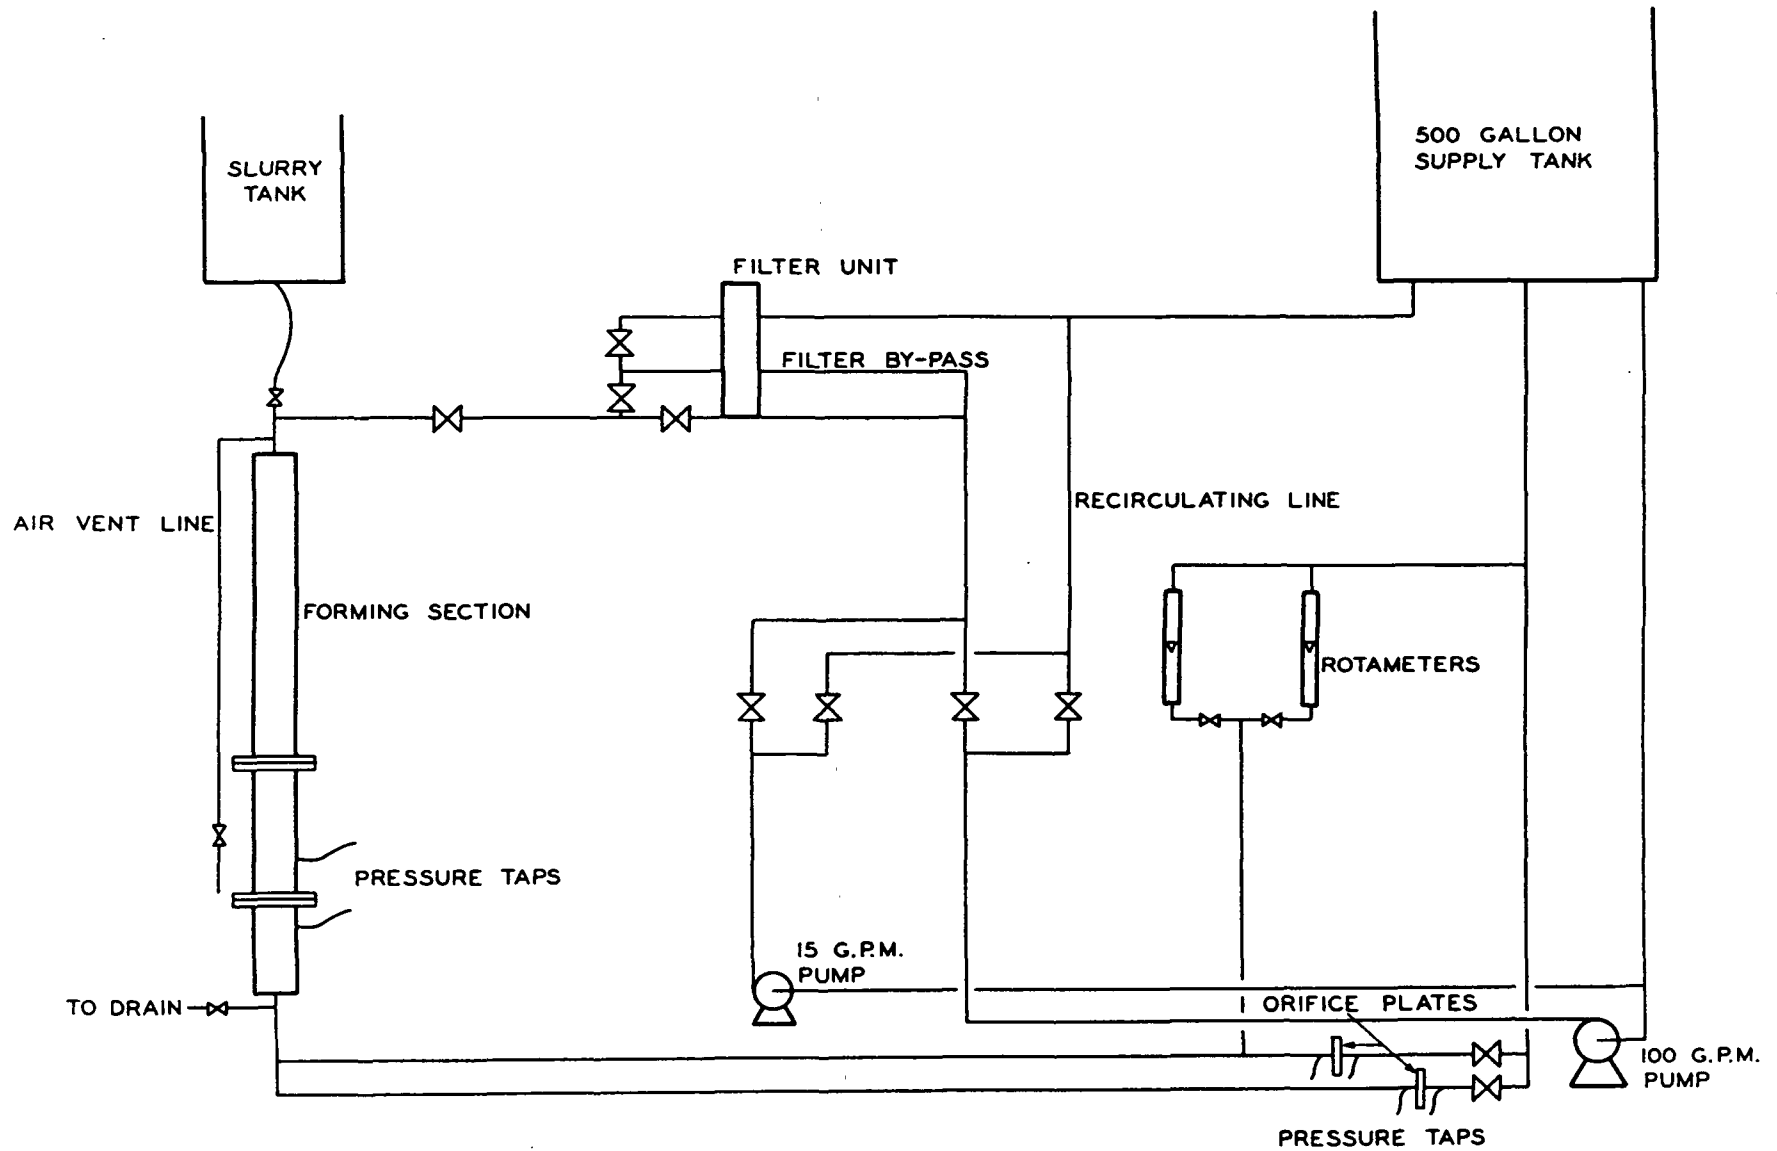 500 GALLON
SUPPLY TANK
SLURRY
TANK
FILTER UNIT
FILTER BY-PASS
RECIRCULATING LINE
AIR VENT LINE
FORMING SECTION
ROTAMETERS
PRESSURE TAPS
15 G.P.M.
PUMP
TO DRAIN
ORIFICE PLATES
100 G.P.M.
PUMP
PRESSURE TAPS